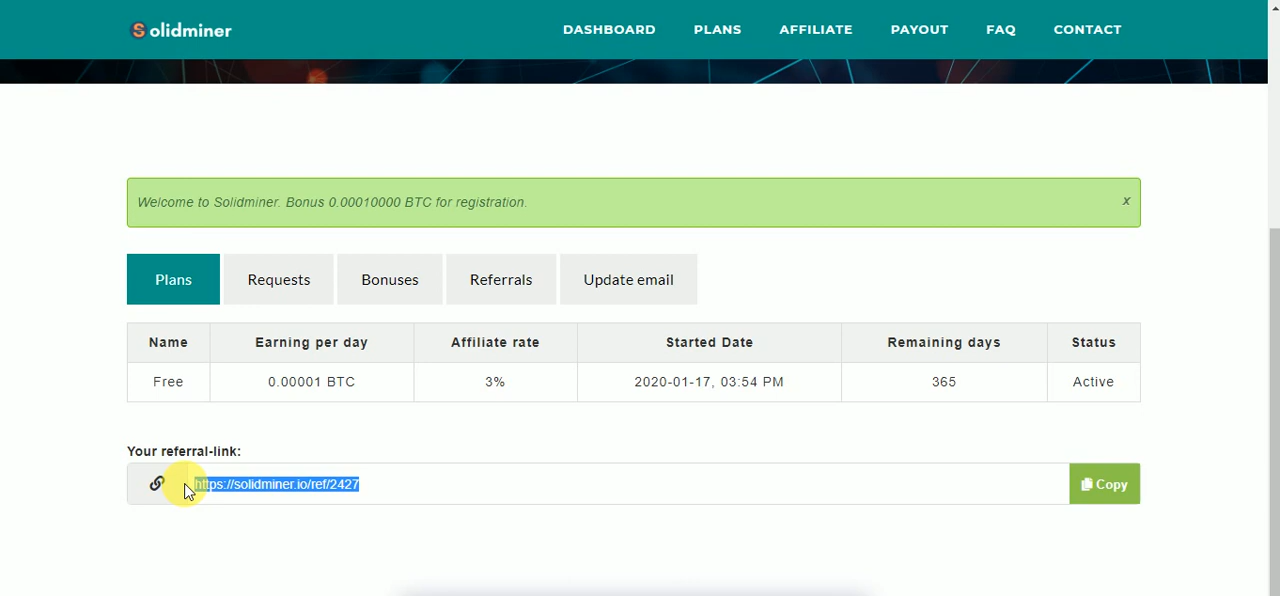 Solidminer DASHBOARD PLANS AFFILIATE PAYOUT FAQ CONTACT
Welcome to Solidminer. Bonus 0.00010000 BTC for registration. x
Plans Requests Bonuses Referrals Update email
Name Earning per day Affiliate rate Started Date Remaining days Status
Free 0.00001 BTC 3% 2020-01-17, 03:54 PM 365 Active
Your referral-link:
https://solidminer.io/ref/2427 Copy